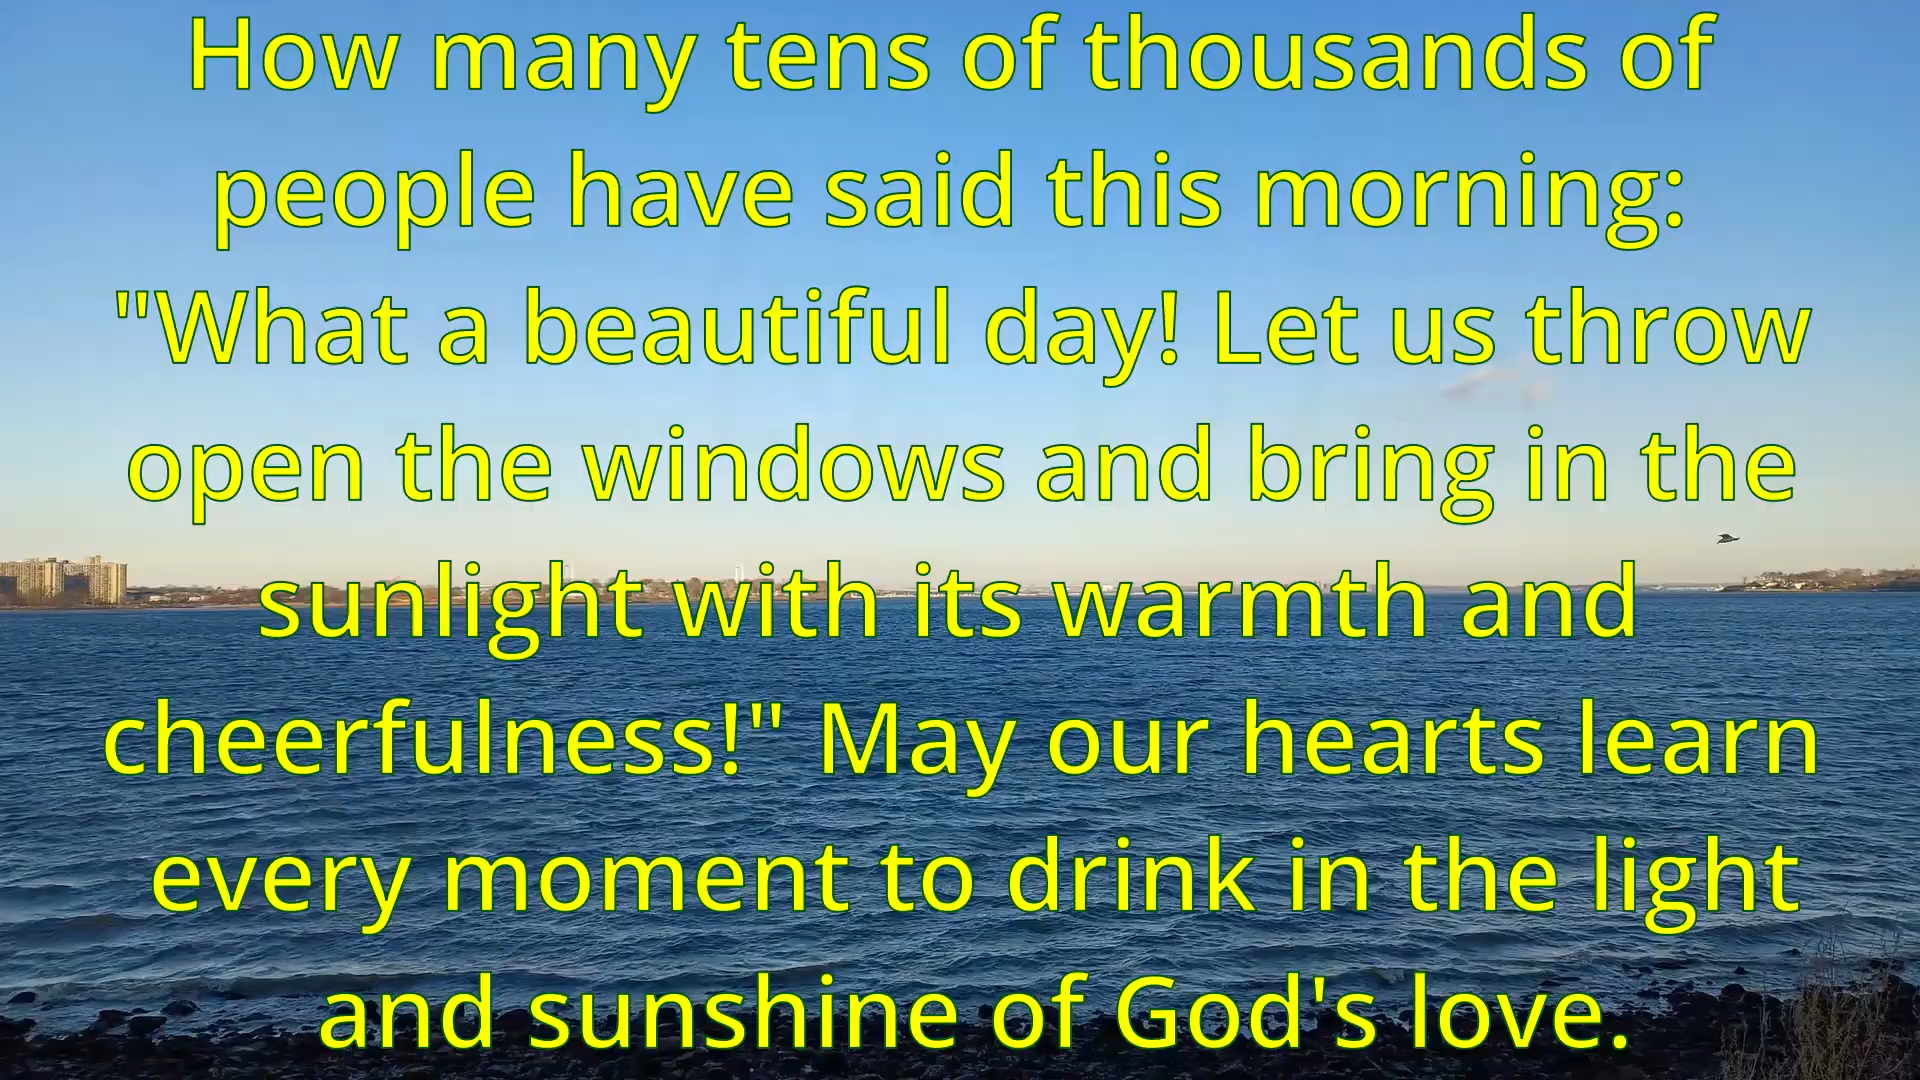 How many tens of thousands of
people have said this morning:
"What a beautiful day! Let us throw
open the windows and bring in the
sunlight with its warmth and
cheerfulness!" May our hearts learn
every moment to drink in the light
and sunshine of God's love.